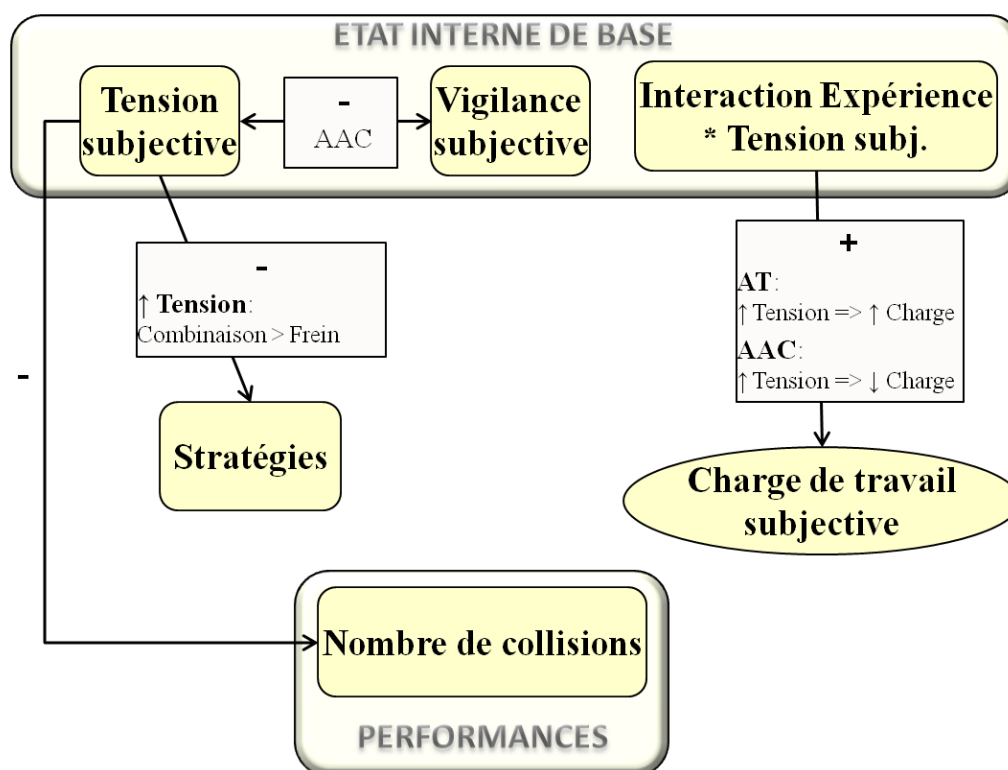 ETAT INTERNE DE BASE
Tension
subjective
-
AAC
Vigilance
subjective
Interaction Expérience
* Tension subj.
-
↑ Tension:
Combinaison > Frein
+
AT:
↑ Tension => ↑ Charge
AAC:
↑ Tension => ↓ Charge
-
Stratégies
Charge de travail
subjective
Nombre de collisions
PERFORMANCES